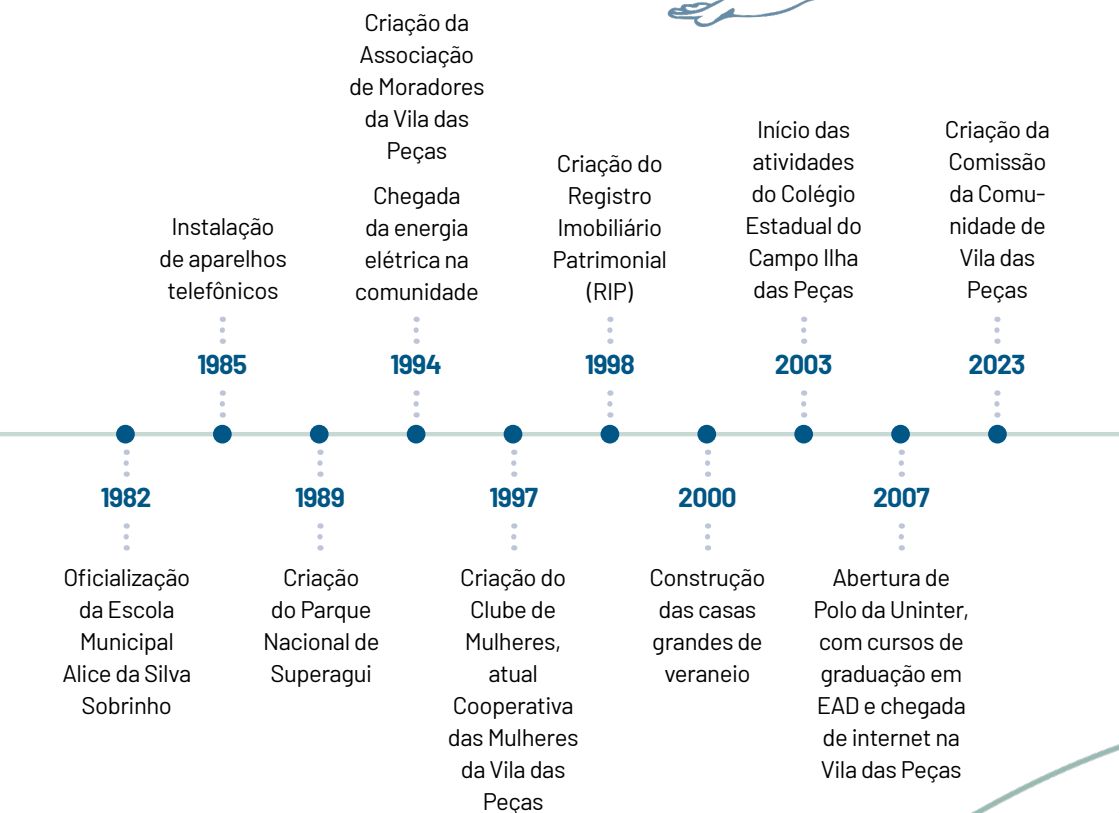 Criação da
Associação
de Moradores
da Vila das
Peças
Chegada
da energia
elétrica na
comunidade
Instalação
de aparelhos
telefônicos
Criação do
Registro
Imobiliário
Patrimonial
(RIP)
Início das
atividades
do Colégio
Estadual do
Campo Ilha
das Peças
Criação da
Comissão
da Comu-
nidade de
Vila das
Peças
1985
1994
1998
2003
2023
1982
1989
1997
2000
2007
Oficialização
da Escola
Municipal
Alice da Silva
Sobrinho
Criação
do Parque
Nacional de
Superagui
Criação do
Clube de
Mulheres,
atual
Cooperativa
das Mulheres
da Vila das
Peças
Construção
das casas
grandes de
veraneio
Abertura de
Polo da Uninter,
com cursos de
graduação em
EAD e chegada
de internet na
Vila das Peças